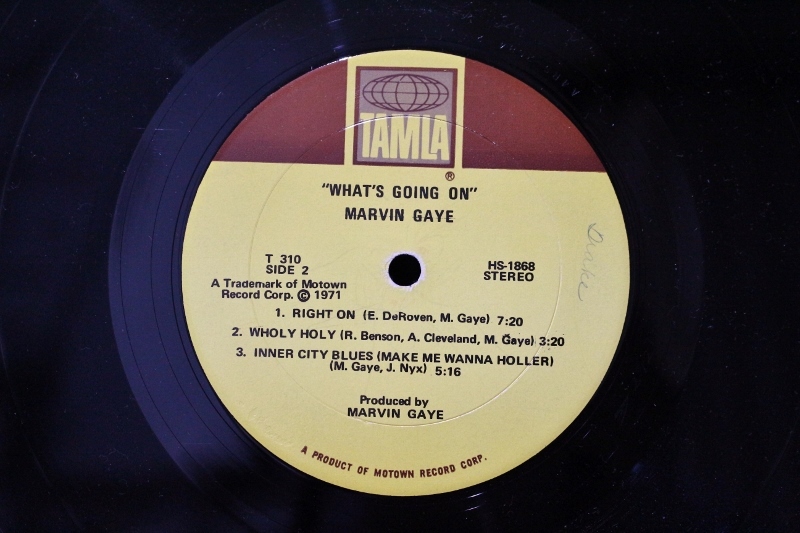 TAMLA
®
"WHAT'S GOING ON"
MARVIN GAYE
T 310
SIDE 2
HS-1868
STEREO
A Trademark of Motown
Record Corp. © 1971
1. RIGHT ON (E. DeRoven, M. Gaye) 7:20
2. WHOLY HOLY (R. Benson, A. Cleveland, M. Gaye) 3:20
3. INNER CITY BLUES (MAKE ME WANNA HOLLER)
(M. Gaye, J. Nyx) 5:16
Produced by
MARVIN GAYE
A PRODUCT OF MOTOWN RECORD CORP.